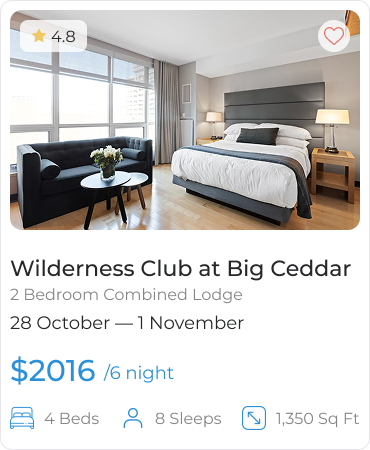 4.8
Wilderness Club at Big Ceddar
2 Bedroom Combined Lodge
28 October — 1 November
$2016 /6 night
4 Beds 8 Sleeps 1,350 Sq Ft